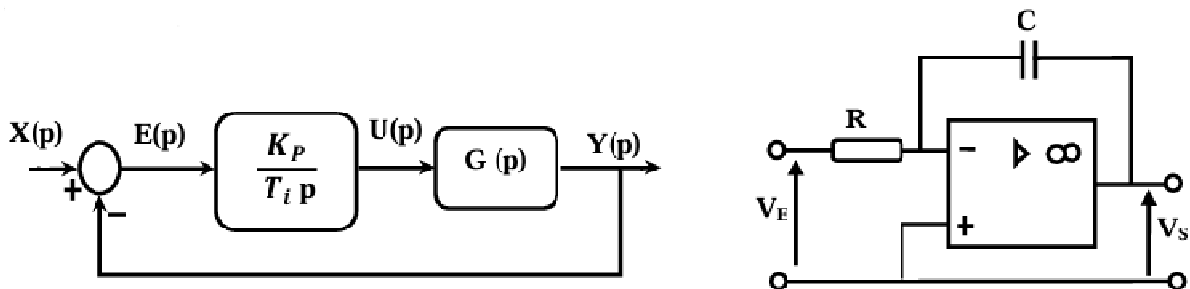 X(p)
+
−
E(p)
K_P
T_i p
U(p)
G (p)
Y(p)
C
R
−
∞
+
V_E
V_S